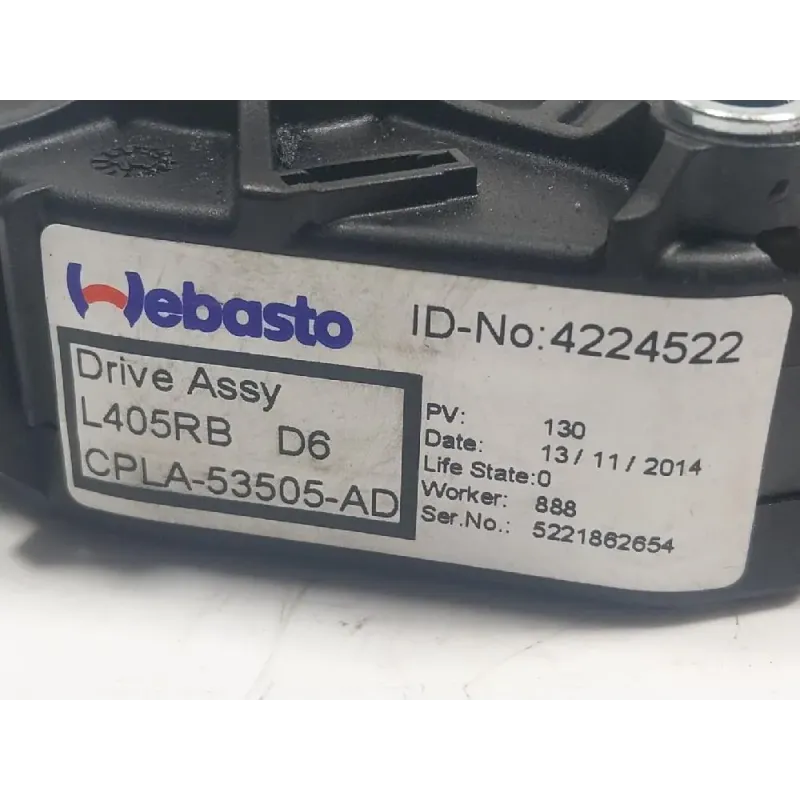 Webasto
ID-No:4224522
Drive Assy
L405RB D6
CPLA-53505-AD
PV: 130
Date: 13/11/2014
Life State:0
Worker: 888
Ser.No.: 5221862654